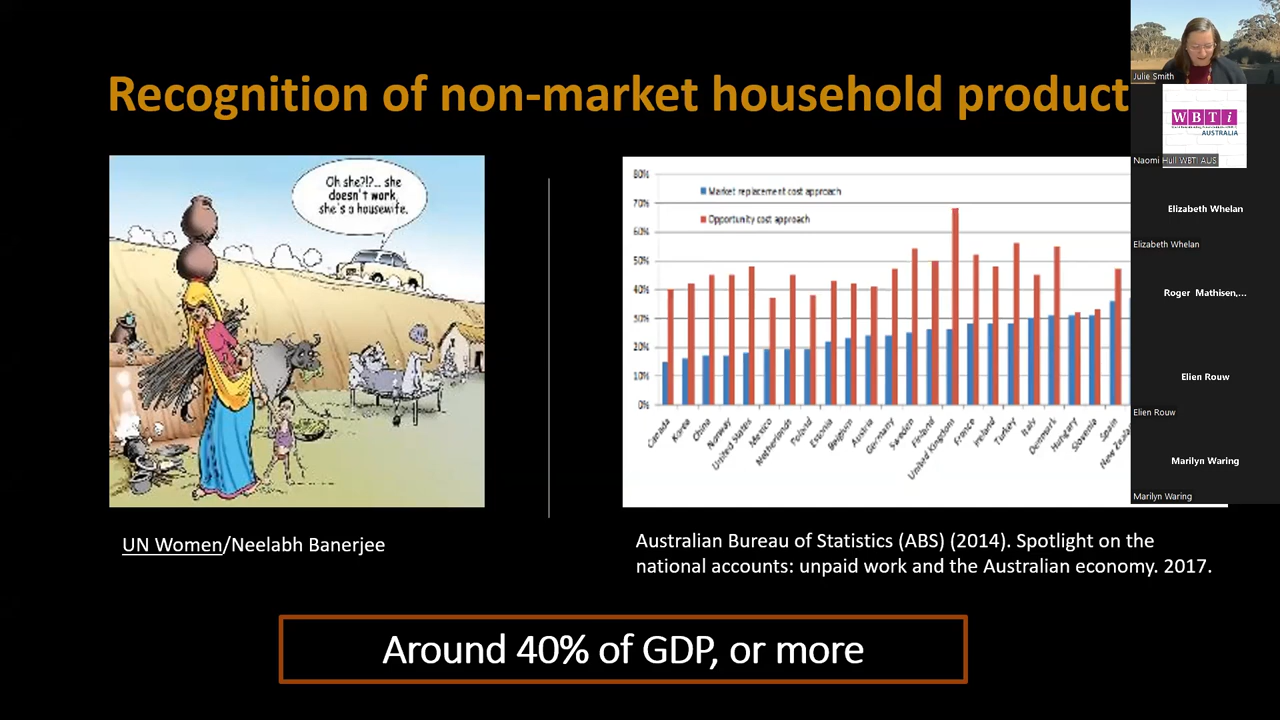 Recognition of non-market household product
Oh she?!?... she
doesn't work,
she's a housewife.
UN Women/Neelabh Banerjee
80%
70%
60%
50%
40%
30%
20%
10%
0%
Market replacement cost approach
Opportunity cost approach
Canada
Korea
China
Norway
United States
Mexico
Netherlands
Poland
Estonia
Belgium
Austria
Germany
Sweden
Finland
United Kingdom
France
Ireland
Turkey
Italy
Denmark
Hungary
Slovenia
Spain
New Zeala
Australian Bureau of Statistics (ABS) (2014). Spotlight on the
national accounts: unpaid work and the Australian economy. 2017.
Around 40% of GDP, or more
Julie Smith
WBTi
AUSTRALIA
Naomi Hull WBTI AUS
Elizabeth Whelan
Elizabeth Whelan
Roger Mathisen,...
Elien Rouw
Elien Rouw
Marilyn Waring
Marilyn Waring